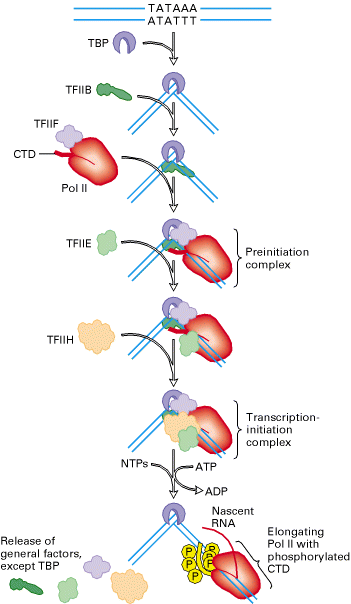 TATAAA
ATATTT
TBP
TFIIB
TFIIF
CTD
Pol II
TFIIE
Preinitiation
complex
TFIIH
Transcription-
initiation
complex
NTPs
ATP
ADP
Nascent
RNA
Elongating
Pol II with
phosphorylated
CTD
P P
P P
P P
Release of
general factors,
except TBP